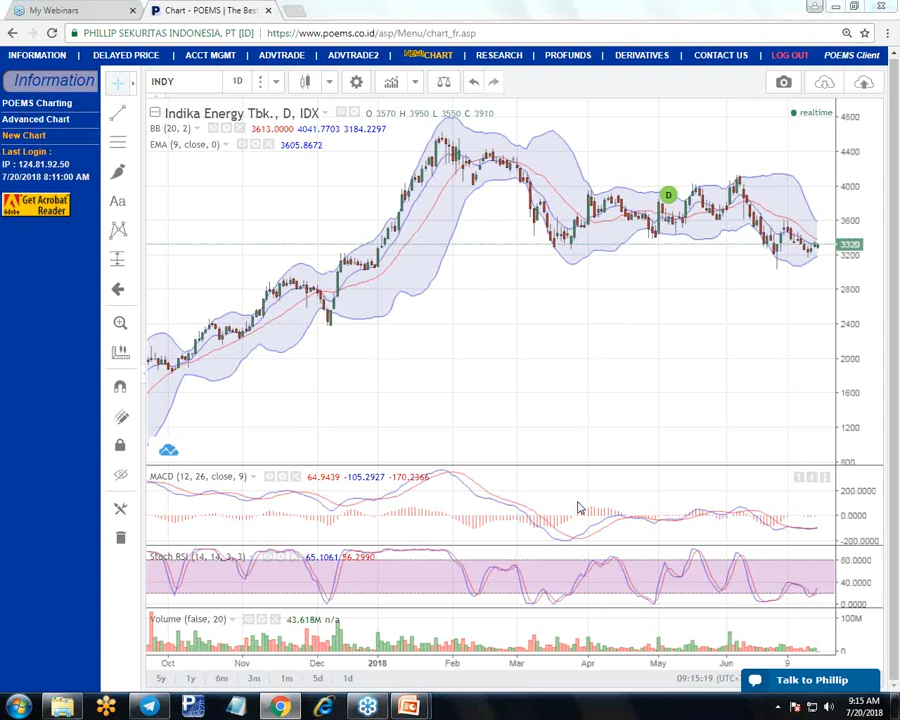 My Webinars
Chart - POEMS | The Bes
PHILLIP SEKURITAS INDONESIA, PT [ID]
https://www.poems.co.id/asp/Menu/chart_fr.asp
INFORMATION
DELAYED PRICE
ACCT MGMT
ADVTRADE
ADVTRADE2
CHART
RESEARCH
PROFUNDS
DERIVATIVES
CONTACT US
LOG OUT
POEMS Client
Information
POEMS Charting
Advanced Chart
New Chart
Last Login :
IP : 124.81.92.50
7/20/2018 8:11:00 AM
Get Acrobat
Reader
Adobe
INDY
1D
Indika Energy Tbk., D, IDX
O 3570 H 3950 L 3550 C 3910
realtime
BB (20, 2)
3613.0000 4041.7703 3184.2297
EMA (9, close, 0)
3605.8672
D
Aa
4800
4400
4000
3600
3320
3200
2800
2400
2000
1600
1200
800
MACD (12, 26, close, 9)
64.9439 -105.2927 -170.2366
200.0000
0.0000
-200.0000
Stoch RSI (14, 14, 3, 3)
65.1061 56.2990
80.0000
40.0000
0.0000
Volume (false, 20)
43.618M n/a
100M
0
Oct Nov Dec 2018 Feb Mar Apr May Jun 9
5y 1y 6m 3m 1m 5d 1d
09:15:19 (UTC+
Talk to Phillip
9:15 AM
7/20/2018